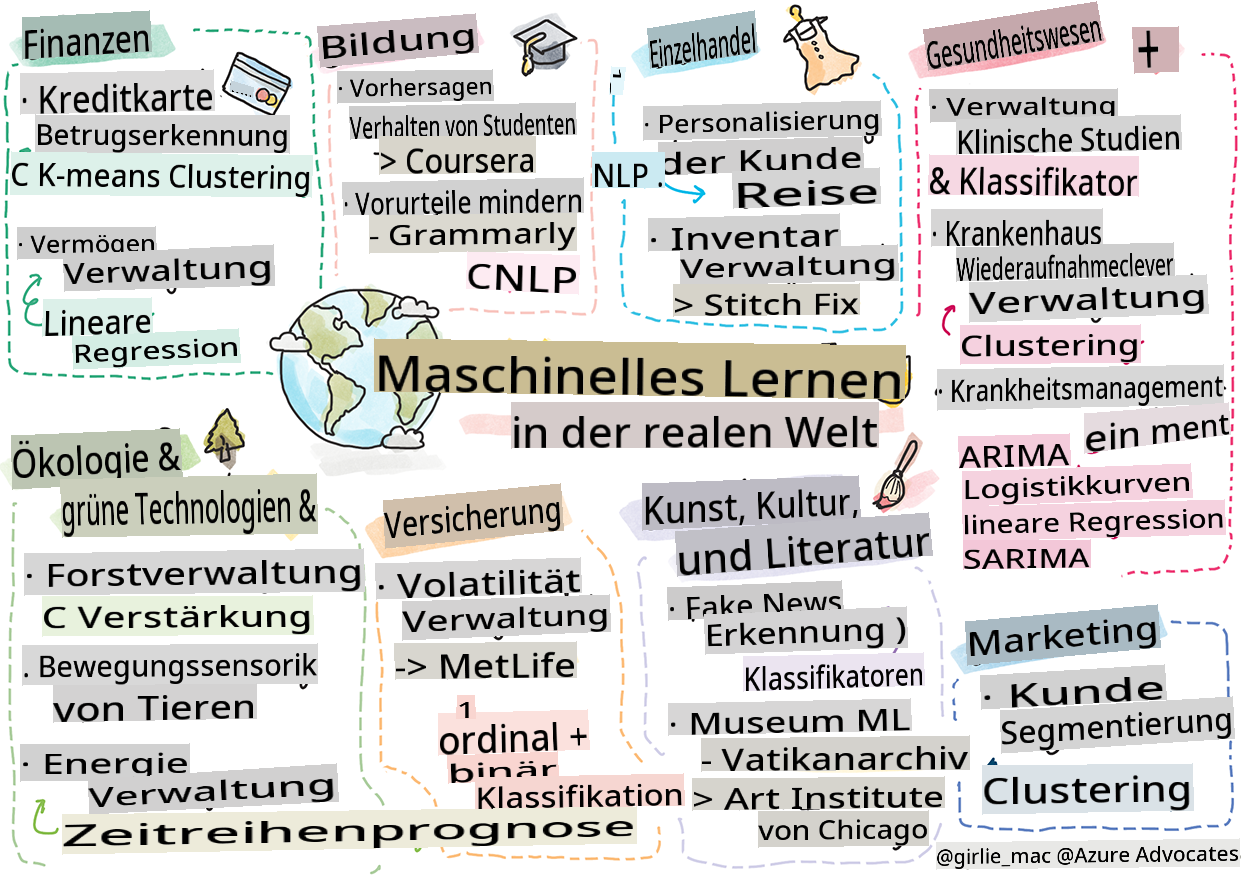 Finanzen
· Kreditkarte
Betrugserkennung
C K-means Clustering
· Vermögen
Verwaltung
Lineare
Regression
Bildung
· Vorhersagen
Verhalten von Studenten
> Coursera
· Vorurteile mindern
- Grammarly
CNLP
Einzelhandel
· Personalisierung
der Kunde
NLP .
Reise
· Inventar
Verwaltung
> Stitch Fix
Gesundheitswesen
+
· Verwaltung
Klinische Studien
& Klassifikator
· Krankenhaus
Wiederaufnahmeclever
Verwaltung
Clustering
· Krankheitsmanagement-
ein ment
ARIMA
Logistikkurven
lineare Regression
SARIMA
Maschinelles Lernen
in der realen Welt
Ökologie &
grüne Technologien &
· Forstverwaltung
C Verstärkung
. Bewegungssensorik
von Tieren
· Energie
Verwaltung
Zeitreihenprognose
Versicherung
· Volatilität
Verwaltung
-> MetLife
1
ordinal +
binär
Klassifikation
Kunst, Kultur,
und Literatur
· Fake News
Erkennung )
Klassifikatoren
· Museum ML
- Vatikanarchiv
> Art Institute
von Chicago
Marketing
· Kunde
Segmentierung
Clustering
@girlie_mac @Azure Advocates